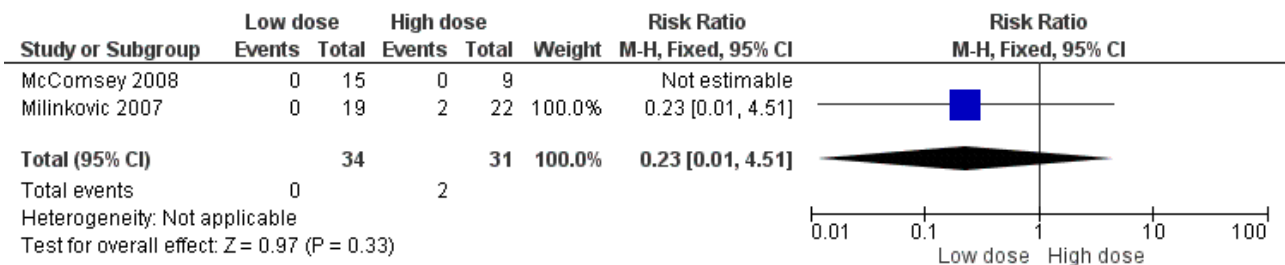 Low dose High dose Risk Ratio Risk Ratio
Study or Subgroup Events Total Events Total Weight M-H, Fixed, 95% CI M-H, Fixed, 95% CI
McComsey 2008 0 15 0 9 Not estimable
Milinkovic 2007 0 19 2 22 100.0% 0.23 [0.01, 4.51]
Total (95% CI) 34 31 100.0% 0.23 [0.01, 4.51]
Total events 0 2
Heterogeneity: Not applicable
Test for overall effect: Z = 0.97 (P = 0.33)
0.01 0.1 1 10 100
Low dose High dose